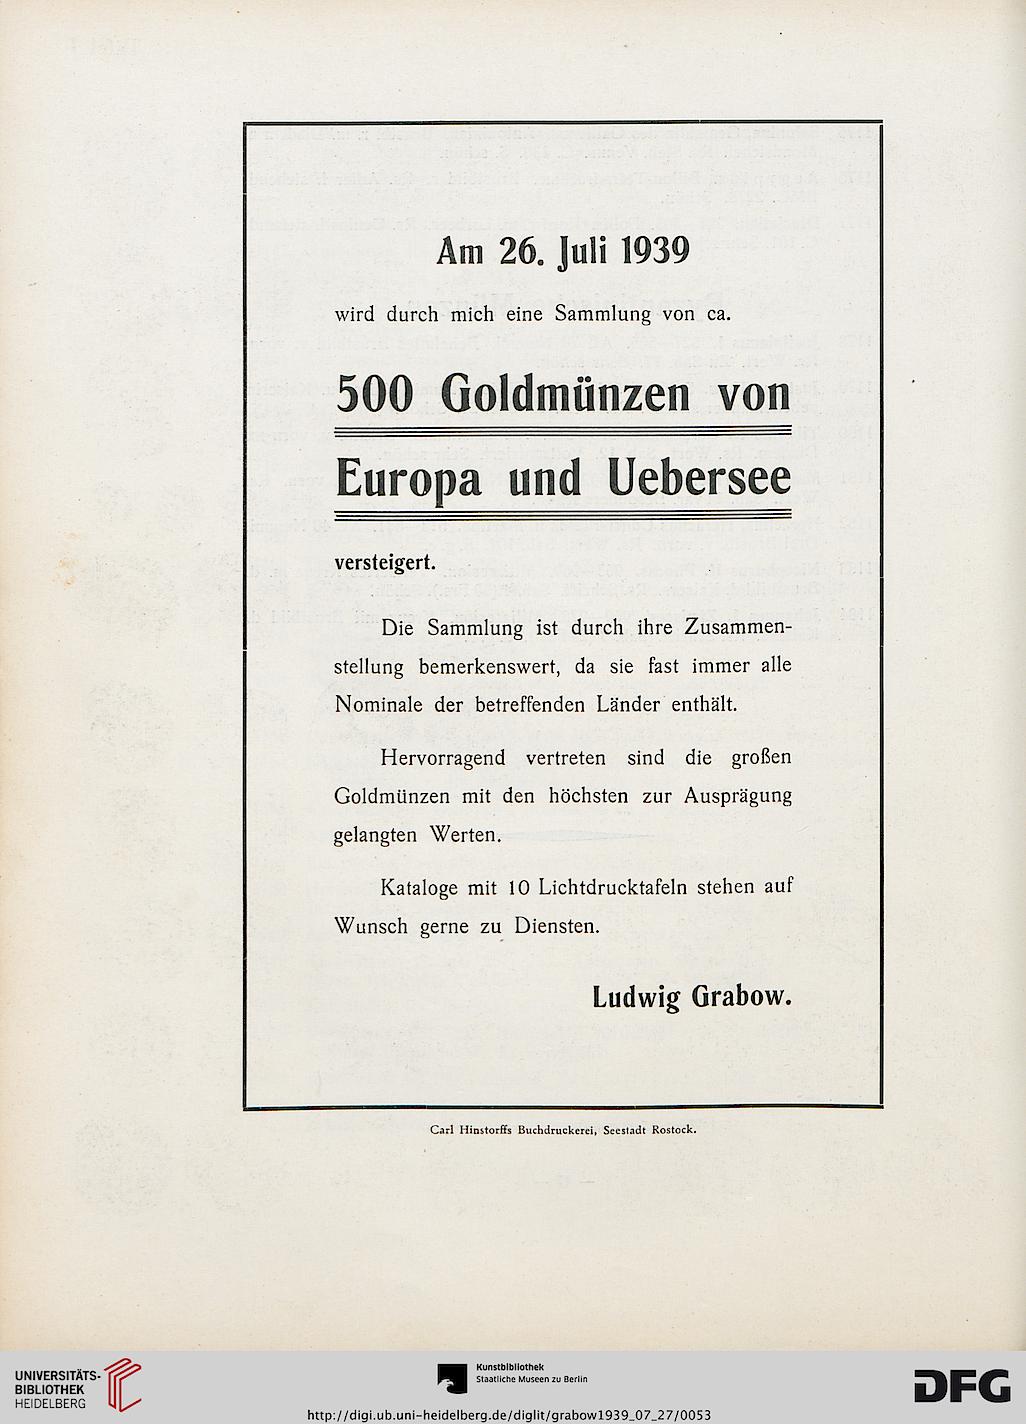 Am 26. Juli 1939
wird durch mich eine Sammlung von ca.
500 Goldmünzen von
Europa und Uebersee
versteigert.
Die Sammlung ist durch ihre Zusammen-
stellung bemerkenswert, da sie fast immer alle
Nominale der betreffenden Länder enthält.
Hervorragend vertreten sind die großen
Goldmünzen mit den höchsten zur Ausprägung
gelangten Werten.
Kataloge mit 10 Lichtdrucktafeln stehen auf
Wunsch gerne zu Diensten.
Ludwig Grabow.
Carl Hinstorffs Buchdruckerei, Seestadt Rostock.
UNIVERSITÄTS-
BIBLIOTHEK
HEIDELBERG
Kunstbibliothek
Staatliche Museen zu Berlin
DFG
http://digi.ub.uni-heidelberg.de/diglit/grabow1939_07_27/0053